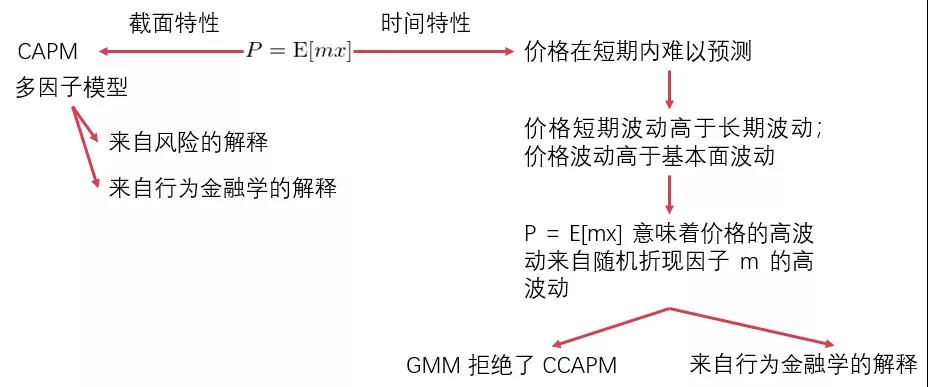 截面特性
时间特性
CAPM
P = E[mx]
价格在短期内难以预测
多因子模型
来自风险的解释
来自行为金融学的解释
价格短期波动高于长期波动；
价格波动高于基本面波动
P = E[mx] 意味着价格的高波
动来自随机折现因子 m 的高
波动
GMM 拒绝了 CCAPM
来自行为金融学的解释